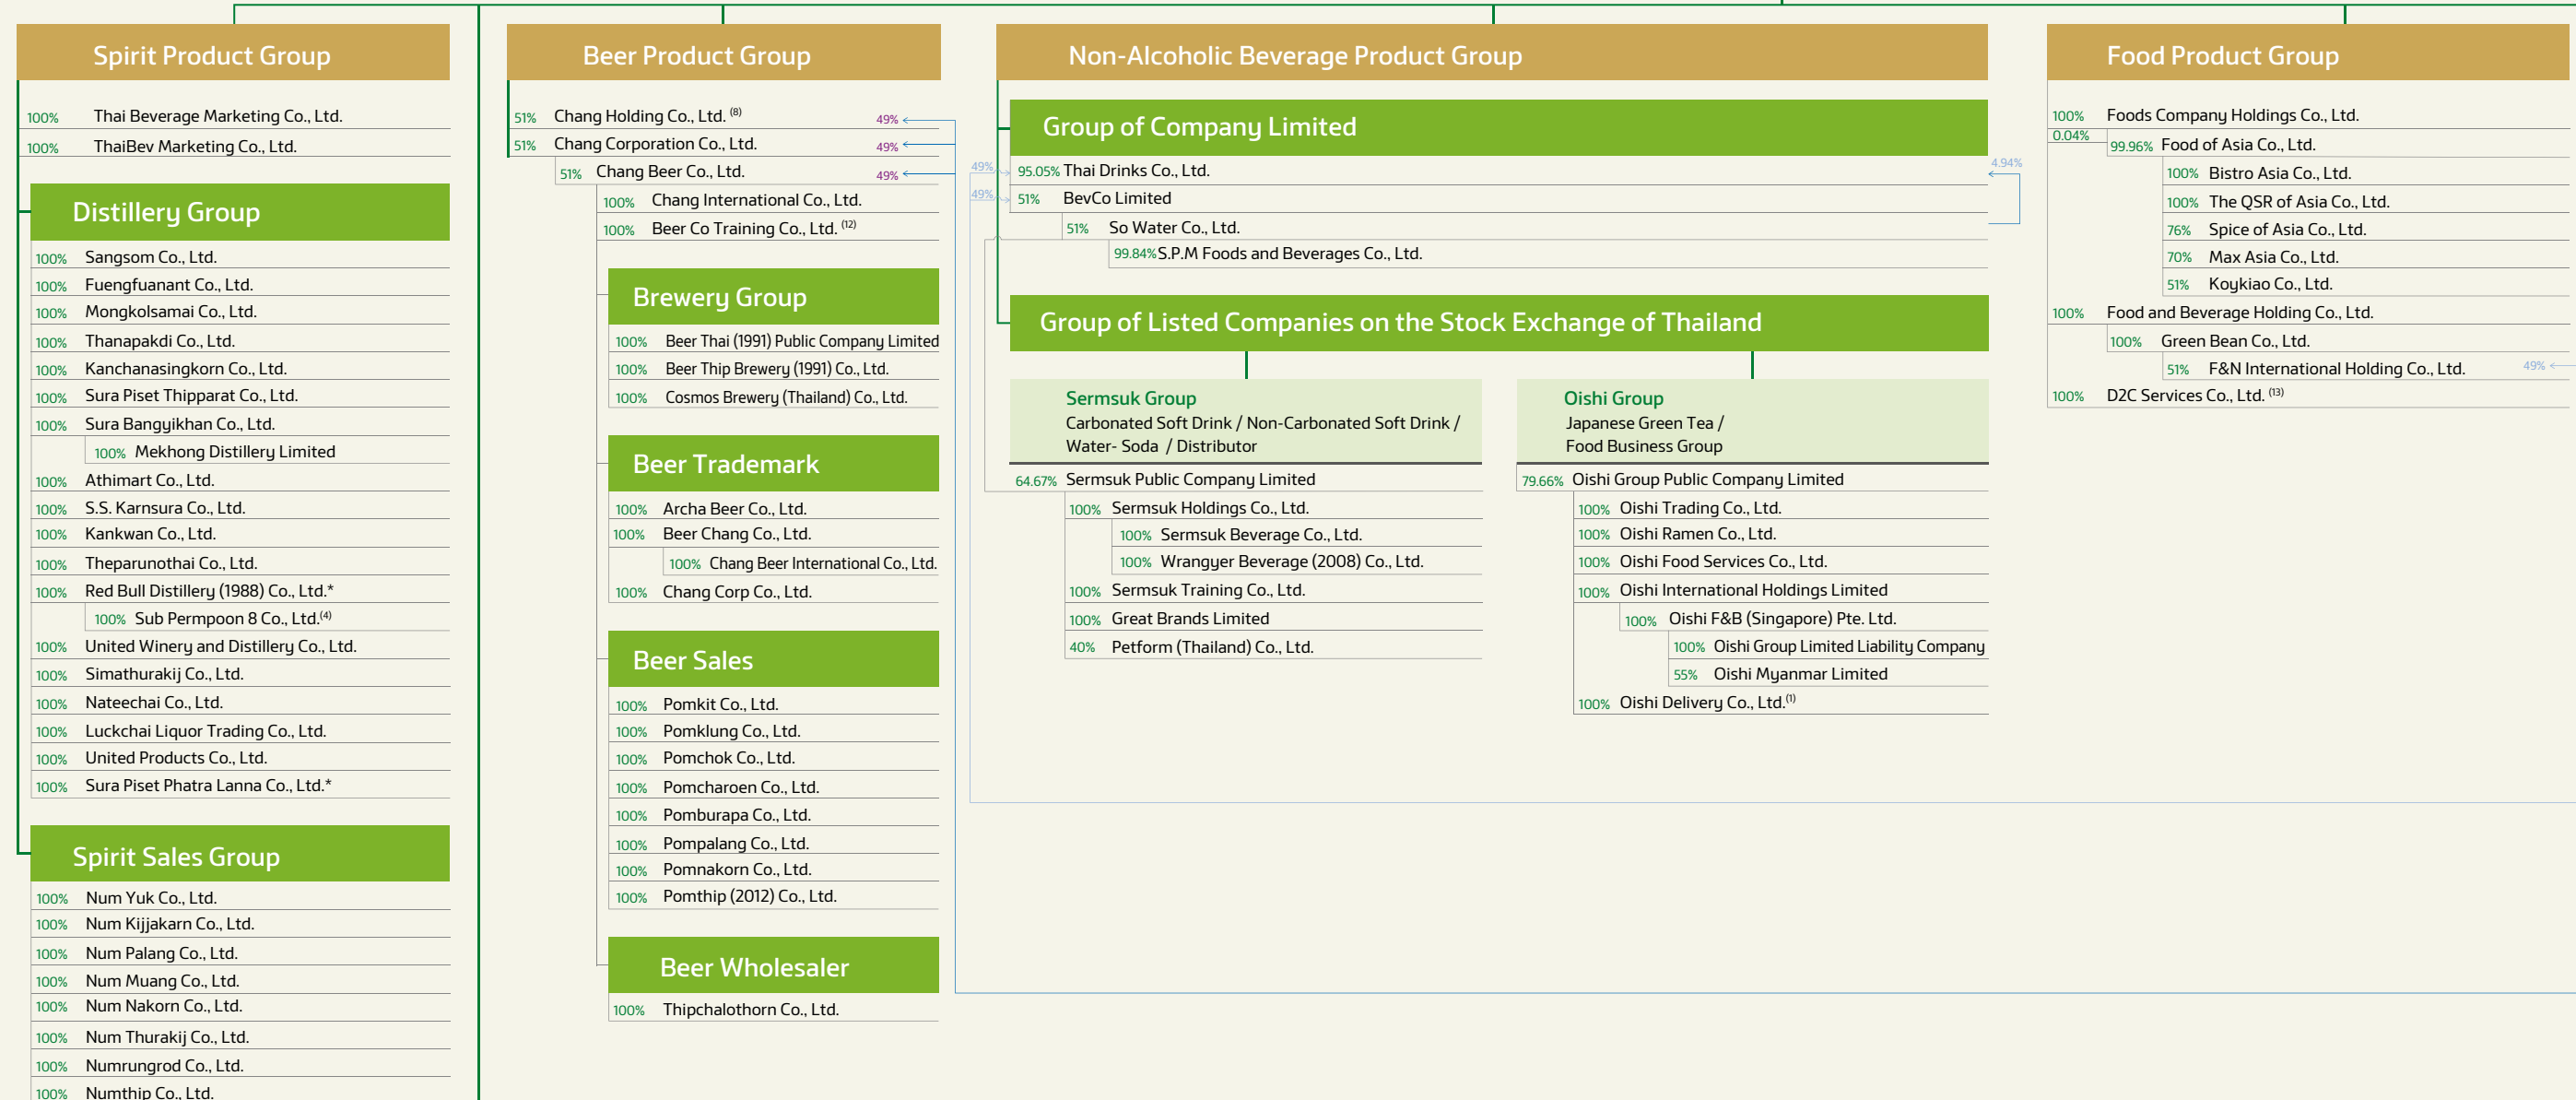 Spirit Product Group
100% Thai Beverage Marketing Co., Ltd.
100% ThaiBev Marketing Co., Ltd.
Distillery Group
100% Sangsom Co., Ltd.
100% Fuengfuanant Co., Ltd.
100% Mongkolsamai Co., Ltd.
100% Thanapakdi Co., Ltd.
100% Kanchanasingkorn Co., Ltd.
100% Sura Piset Thipparat Co., Ltd.
100% Sura Bangyikhan Co., Ltd.
100% Mekhong Distillery Limited
100% Athimart Co., Ltd.
100% S.S. Karnsura Co., Ltd.
100% Kankwan Co., Ltd.
100% Theparunothai Co., Ltd.
100% Red Bull Distillery (1988) Co., Ltd.*
100% Sub Permpoon 8 Co., Ltd.(4)
100% United Winery and Distillery Co., Ltd.
100% Simathurakij Co., Ltd.
100% Nateechai Co., Ltd.
100% Luckchai Liquor Trading Co., Ltd.
100% United Products Co., Ltd.
100% Sura Piset Phatra Lanna Co., Ltd.*
Spirit Sales Group
100% Num Yuk Co., Ltd.
100% Num Kijjakarn Co., Ltd.
100% Num Palang Co., Ltd.
100% Num Muang Co., Ltd.
100% Num Nakorn Co., Ltd.
100% Num Thurakij Co., Ltd.
100% Numrungrod Co., Ltd.
100% Numthip Co., Ltd.
Beer Product Group
51% Chang Holding Co., Ltd. (8) 49%
51% Chang Corporation Co., Ltd. 49%
51% Chang Beer Co., Ltd. 49%
100% Chang International Co., Ltd.
100% Beer Co Training Co., Ltd. (12)
Brewery Group
100% Beer Thai (1991) Public Company Limited
100% Beer Thip Brewery (1991) Co., Ltd.
100% Cosmos Brewery (Thailand) Co., Ltd.
Beer Trademark
100% Archa Beer Co., Ltd.
100% Beer Chang Co., Ltd.
100% Chang Beer International Co., Ltd.
100% Chang Corp Co., Ltd.
Beer Sales
100% Pomkit Co., Ltd.
100% Pomklung Co., Ltd.
100% Pomchok Co., Ltd.
100% Pomcharoen Co., Ltd.
100% Pomburapa Co., Ltd.
100% Pompalang Co., Ltd.
100% Pomnakorn Co., Ltd.
100% Pomthip (2012) Co., Ltd.
Beer Wholesaler
100% Thipchalothorn Co., Ltd.
Non-Alcoholic Beverage Product Group
Group of Company Limited
49% 95.05% Thai Drinks Co., Ltd. 4.94%
49% 51% BevCo Limited
51% So Water Co., Ltd.
99.84% S.P.M Foods and Beverages Co., Ltd.
Group of Listed Companies on the Stock Exchange of Thailand
Sermsuk Group
Carbonated Soft Drink / Non-Carbonated Soft Drink /
Water- Soda / Distributor
64.67% Sermsuk Public Company Limited
100% Sermsuk Holdings Co., Ltd.
100% Sermsuk Beverage Co., Ltd.
100% Wrangyer Beverage (2008) Co., Ltd.
100% Sermsuk Training Co., Ltd.
100% Great Brands Limited
40% Petform (Thailand) Co., Ltd.
Oishi Group
Japanese Green Tea /
Food Business Group
79.66% Oishi Group Public Company Limited
100% Oishi Trading Co., Ltd.
100% Oishi Ramen Co., Ltd.
100% Oishi Food Services Co., Ltd.
100% Oishi International Holdings Limited
100% Oishi F&B (Singapore) Pte. Ltd.
100% Oishi Group Limited Liability Company
55% Oishi Myanmar Limited
100% Oishi Delivery Co., Ltd.(1)
Food Product Group
100% Foods Company Holdings Co., Ltd.
0.04% 99.96% Food of Asia Co., Ltd.
100% Bistro Asia Co., Ltd.
100% The QSR of Asia Co., Ltd.
76% Spice of Asia Co., Ltd.
70% Max Asia Co., Ltd.
51% Koykiao Co., Ltd.
100% Food and Beverage Holding Co., Ltd.
100% Green Bean Co., Ltd.
51% F&N International Holding Co., Ltd. 49%
100% D2C Services Co., Ltd. (13)